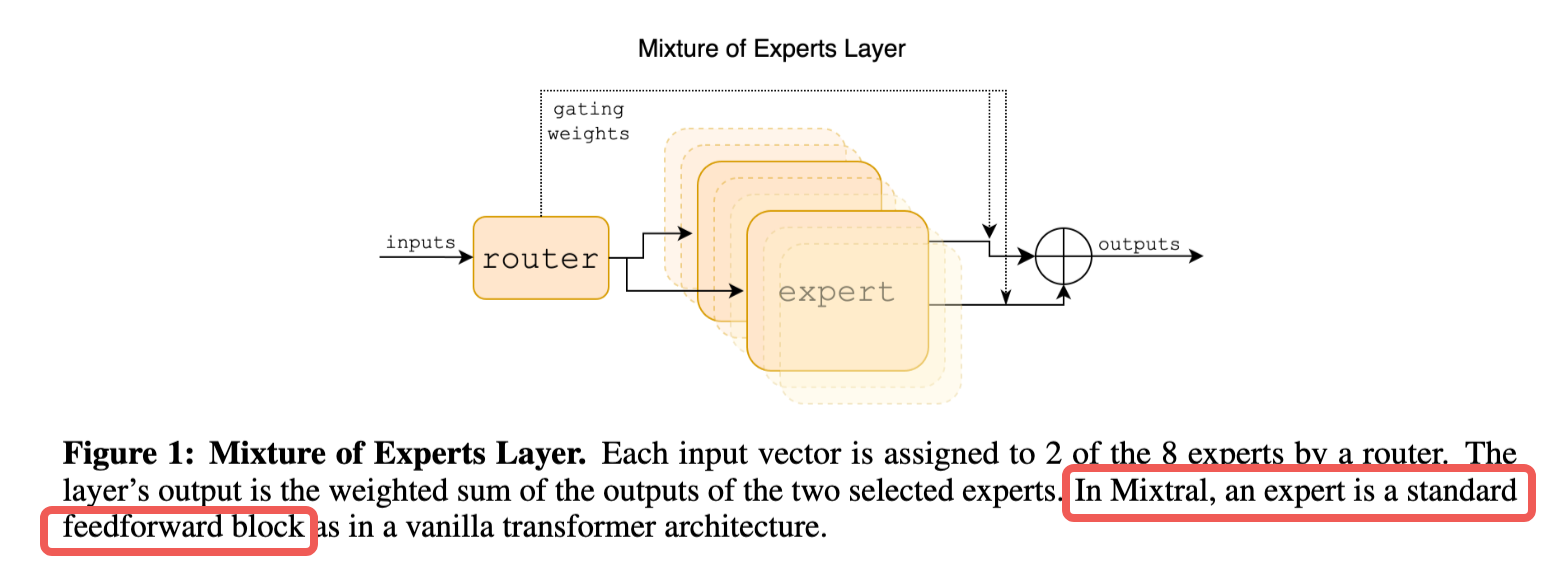 Mixture of Experts Layer
gating
weights
inputs
router
expert
outputs
Figure 1: Mixture of Experts Layer. Each input vector is assigned to 2 of the 8 experts by a router. The
layer's output is the weighted sum of the outputs of the two selected experts. In Mixtral, an expert is a standard
feedforward block as in a vanilla transformer architecture.